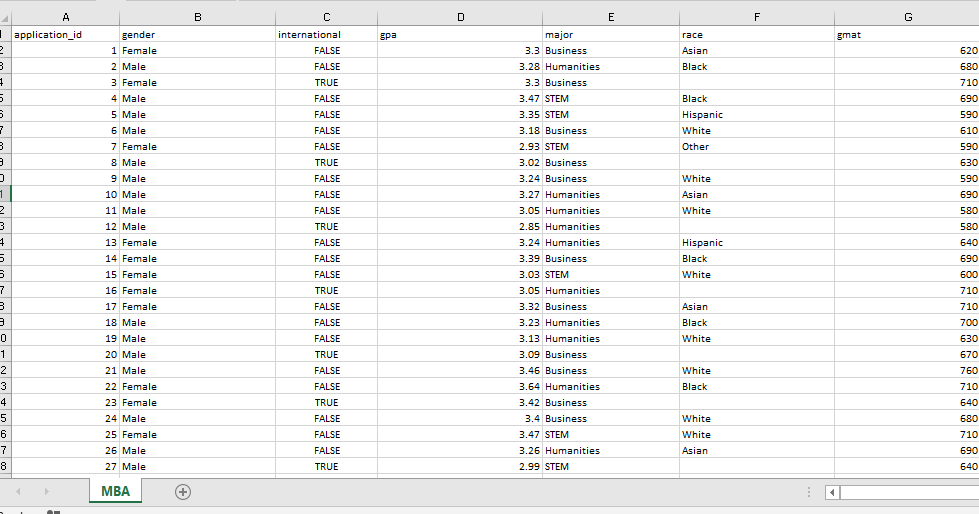 A B C D E F G
application_id gender international gpa major race gmat
1 Female FALSE 3.3 Business Asian 620
2 Male FALSE 3.28 Humanities Black 680
3 Female TRUE 3.3 Business 710
4 Male FALSE 3.47 STEM Black 690
5 Male FALSE 3.35 STEM Hispanic 590
6 Male FALSE 3.18 Business White 610
7 Female FALSE 2.93 STEM Other 590
8 Male TRUE 3.02 Business 630
9 Male FALSE 3.24 Business White 590
10 Male FALSE 3.27 Humanities Asian 690
11 Male FALSE 3.05 Humanities White 580
12 Male TRUE 2.85 Humanities 580
13 Female FALSE 3.24 Humanities Hispanic 640
14 Female FALSE 3.39 Business Black 690
15 Female FALSE 3.03 STEM White 600
16 Female TRUE 3.05 Humanities 710
17 Female FALSE 3.32 Business Asian 710
18 Male FALSE 3.23 Humanities Black 700
19 Male FALSE 3.13 Humanities White 630
20 Male TRUE 3.09 Business 670
21 Male FALSE 3.46 Business White 760
22 Female FALSE 3.64 Humanities Black 710
23 Female TRUE 3.42 Business 640
24 Male FALSE 3.4 Business White 680
25 Female FALSE 3.47 STEM White 710
26 Male FALSE 3.26 Humanities Asian 690
27 Male TRUE 2.99 STEM 640
MBA